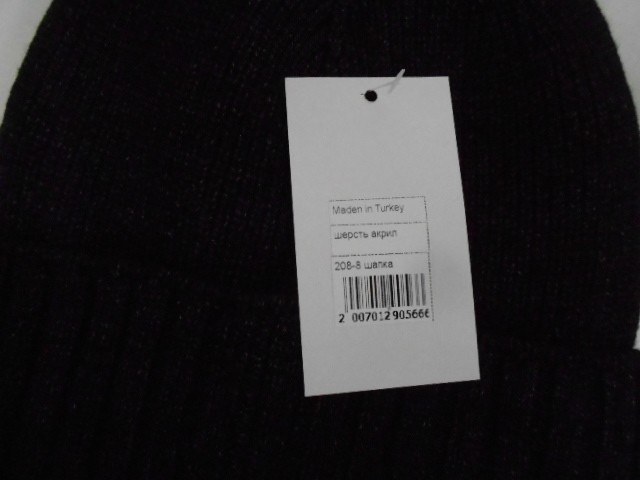 Maden in Turkey
шерсть акрил
208-8 шапка
2 007012 905666